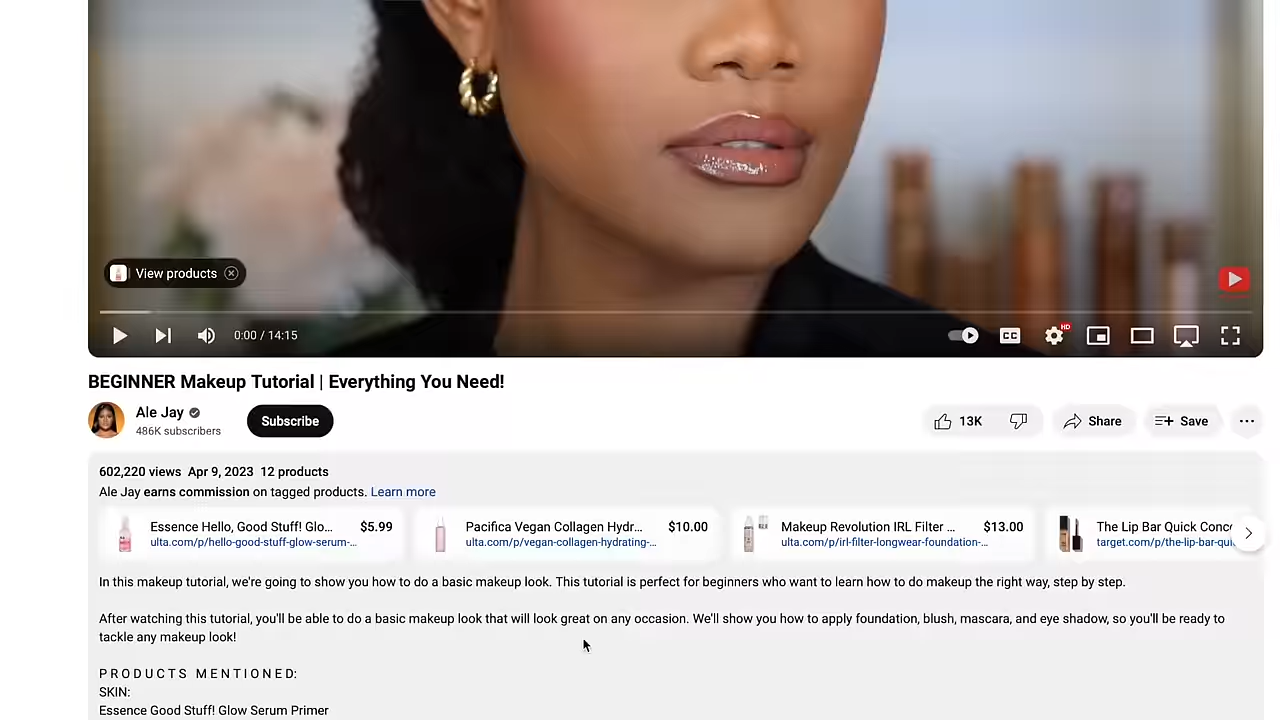 View products
0:00 / 14:15
CC
HD
BEGINNER Makeup Tutorial | Everything You Need!
Ale Jay
486K subscribers
Subscribe
13K
Share
Save
602,220 views Apr 9, 2023 12 products
Ale Jay earns commission on tagged products. Learn more
Essence Hello, Good Stuff! Glo... $5.99
ulta.com/p/hello-good-stuff-glow-serum-...
Pacifica Vegan Collagen Hydr... $10.00
ulta.com/p/vegan-collagen-hydrating-...
Makeup Revolution IRL Filter ... $13.00
ulta.com/p/irl-filter-longwear-foundation-...
The Lip Bar Quick Conc
target.com/p/the-lip-bar-qui
In this makeup tutorial, we're going to show you how to do a basic makeup look. This tutorial is perfect for beginners who want to learn how to do makeup the right way, step by step.
After watching this tutorial, you'll be able to do a basic makeup look that will look great on any occasion. We'll show you how to apply foundation, blush, mascara, and eye shadow, so you'll be ready to
tackle any makeup look!
P R O D U C T S M E N T I O N E D:
SKIN:
Essence Good Stuff! Glow Serum Primer